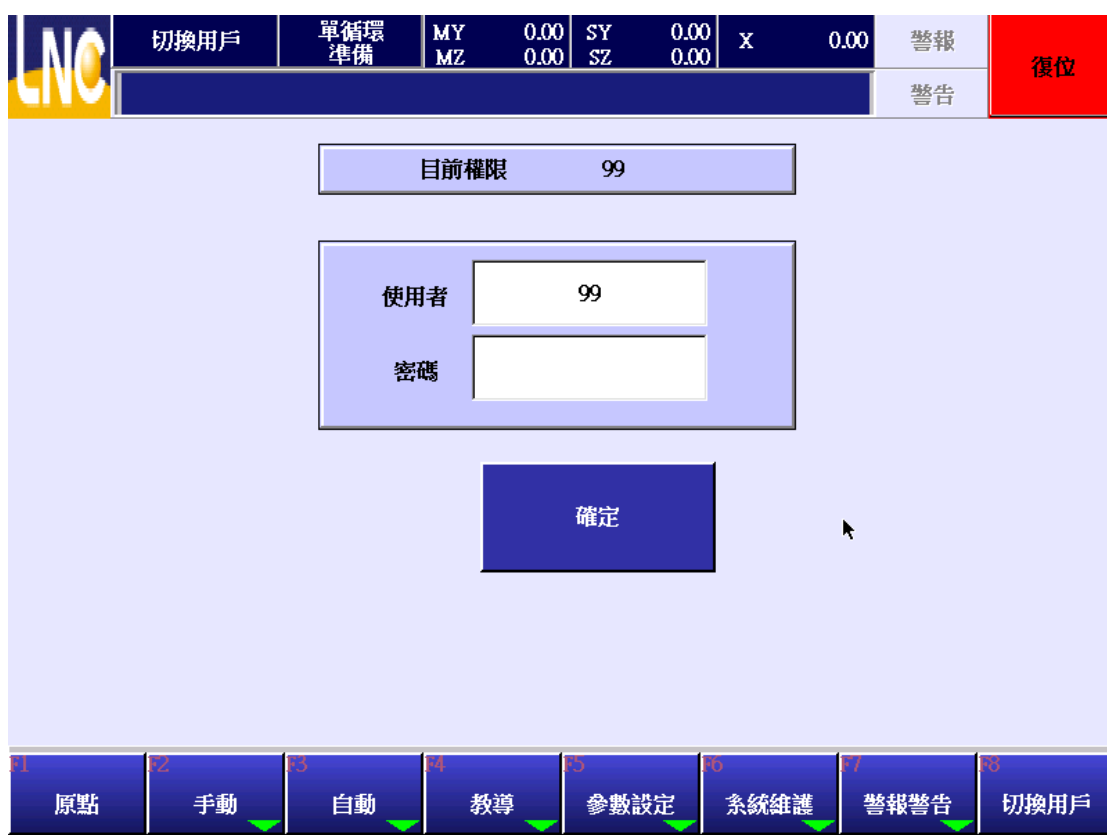 LNC
切換用戶
單循環
準備
MY 0.00
MZ 0.00
SY 0.00
SZ 0.00
X 0.00
警報
警告
復位
目前權限 99
使用者 99
密碼
確定
F1 原點
F2 手動
F3 自動
F4 教導
F5 參數設定
F6 系統維護
F7 警報警告
F8 切換用戶